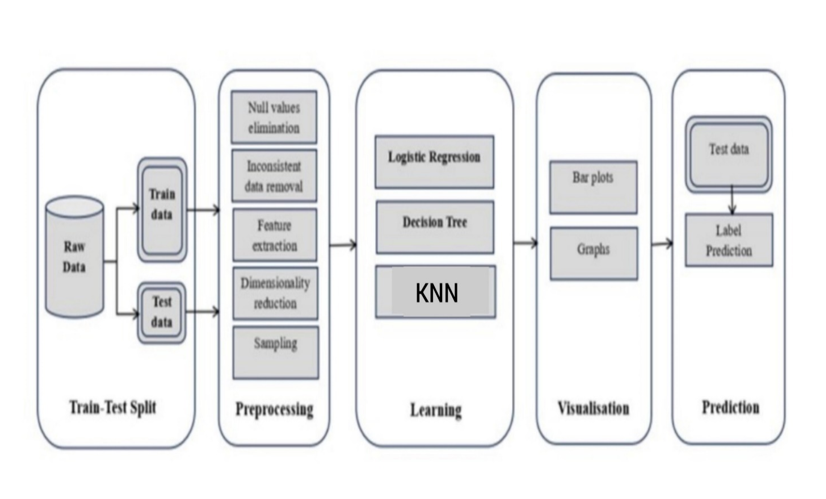 Raw
Data
Train
data
Test
data
Train-Test Split
Null values
elimination
Inconsistent
data removal
Feature
extraction
Dimensionality
reduction
Sampling
Preprocessing
Logistic Regression
Decision Tree
KNN
Learning
Bar plots
Graphs
Visualisation
Test data
Label
Prediction
Prediction